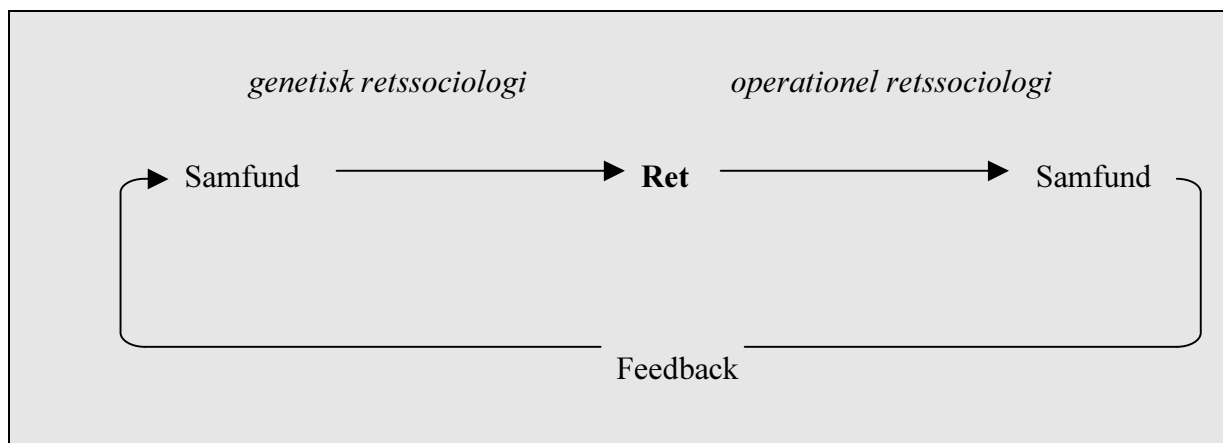 genetisk retssociologi operationel retssociologi
Samfund Ret Samfund
Feedback